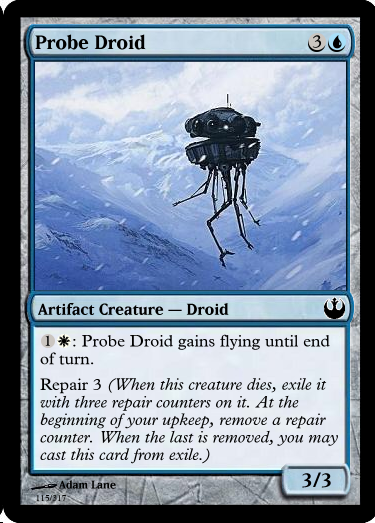 Probe Droid 3
Artifact Creature — Droid
1: Probe Droid gains flying until end
of turn.
Repair 3 (When this creature dies, exile it
with three repair counters on it. At the
beginning of your upkeep, remove a repair
counter. When the last is removed, you may
cast this card from exile.)
3/3
Adam Lane
115/317